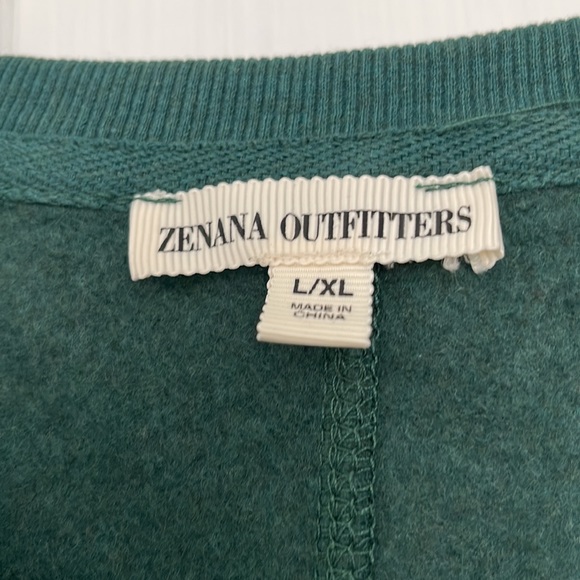 ZENANA OUTFITTERS
L/XL
MADE IN
CHINA